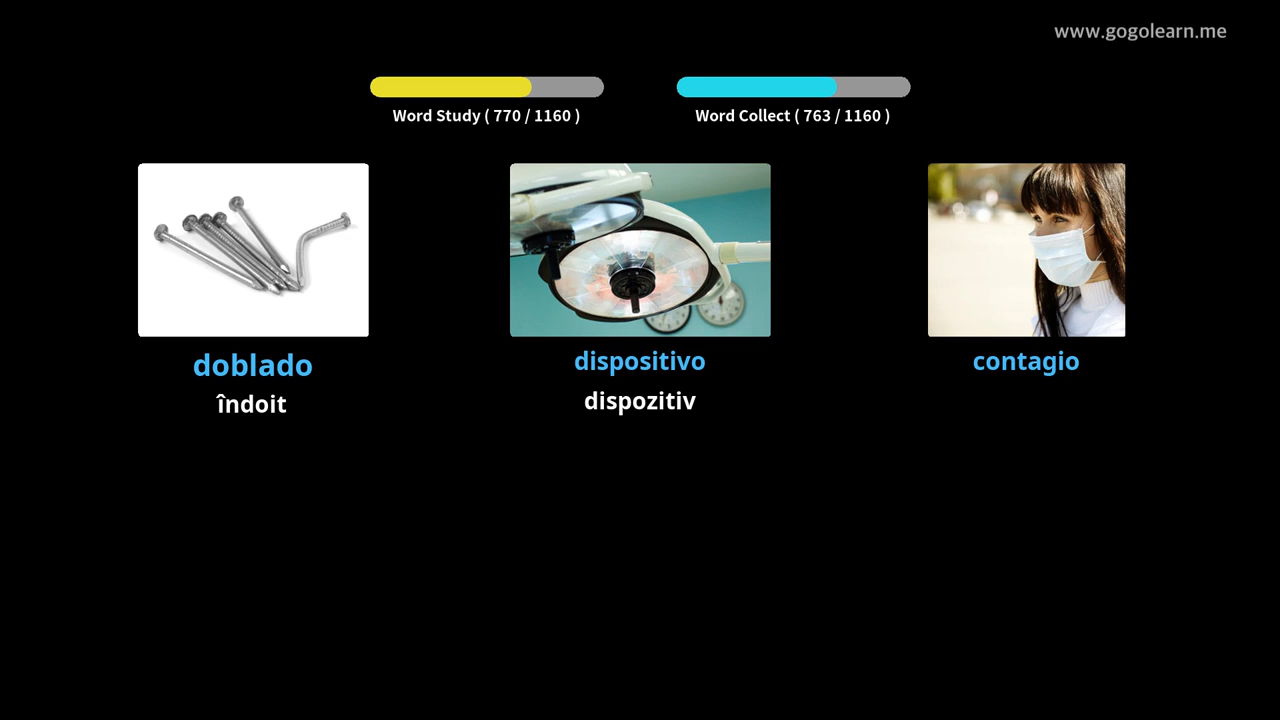 www.gogolearn.me
Word Study ( 770 / 1160 )
Word Collect ( 763 / 1160 )
doblado
îndoit
dispositivo
dispozitiv
contagio